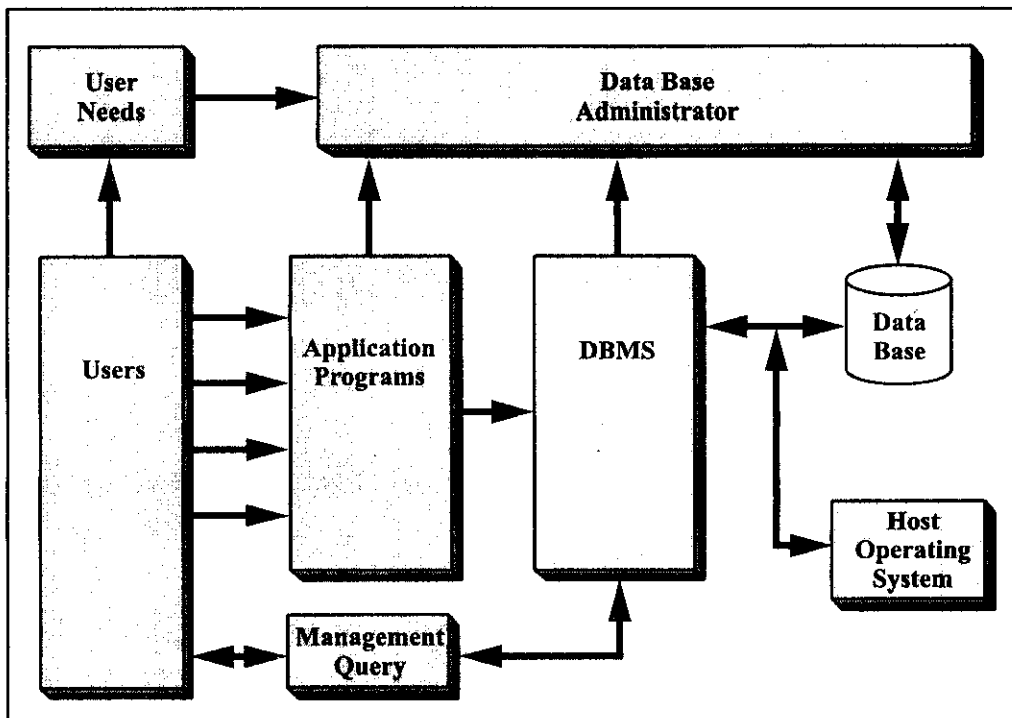 User
Needs
Data Base
Administrator
Users
Application
Programs
DBMS
Data
Base
Host
Operating
System
Management
Query